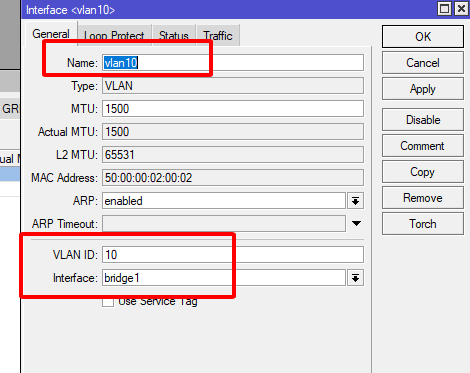 Interface <vlan10>
General Loop Protect Status Traffic
Name: vlan10
Type: VLAN
MTU: 1500
Actual MTU: 1500
L2 MTU: 65531
MAC Address: 50:00:00:02:00:02
ARP: enabled
ARP Timeout:
VLAN ID: 10
Interface: bridge1
Use Service Tag
OK
Cancel
Apply
Disable
Comment
Copy
Remove
Torch
GR
ual M